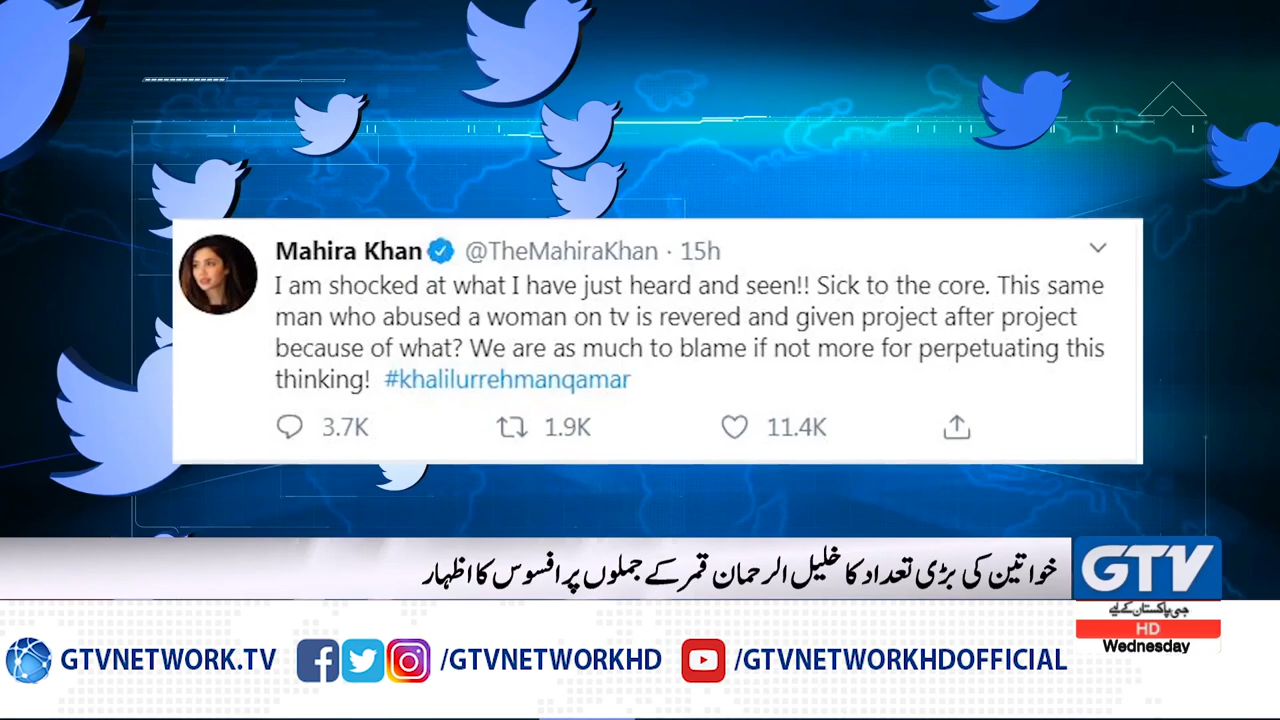 Mahira Khan @TheMahiraKhan · 15h
I am shocked at what I have just heard and seen!! Sick to the core. This same
man who abused a woman on tv is revered and given project after project
because of what? We are as much to blame if not more for perpetuating this
thinking! #khalilurrehmanqamar
3.7K 1.9K 11.4K
خواتین کی بڑی تعداد کا خلیل الرحمان قمر کے جملوں پر افسوس کا اظہار
GTV
جی پاکستان کے لیے
HD
Wednesday
GTVNETWORK.TV /GTVNETWORKHD /GTVNETWORKHDOFFICIAL